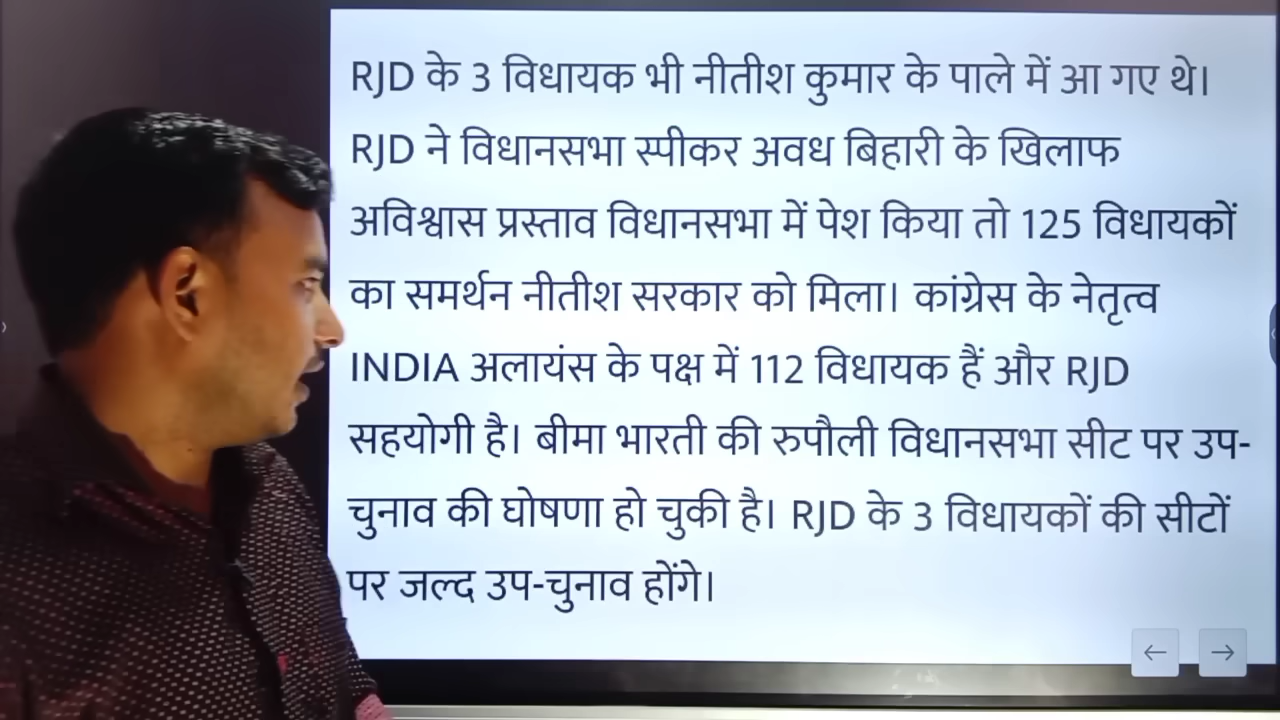 RJD के 3 विधायक भी नीतीश कुमार के पाले में आ गए थे।
RJD ने विधानसभा स्पीकर अवध बिहारी के खिलाफ
अविश्वास प्रस्ताव विधानसभा में पेश किया तो 125 विधायकों
का समर्थन नीतीश सरकार को मिला। कांग्रेस के नेतृत्व
INDIA अलायंस के पक्ष में 112 विधायक हैं और RJD
सहयोगी है। बीमा भारती की रुपौली विधानसभा सीट पर उप-
चुनाव की घोषणा हो चुकी है। RJD के 3 विधायकों की सीटों
पर जल्द उप-चुनाव होंगे।